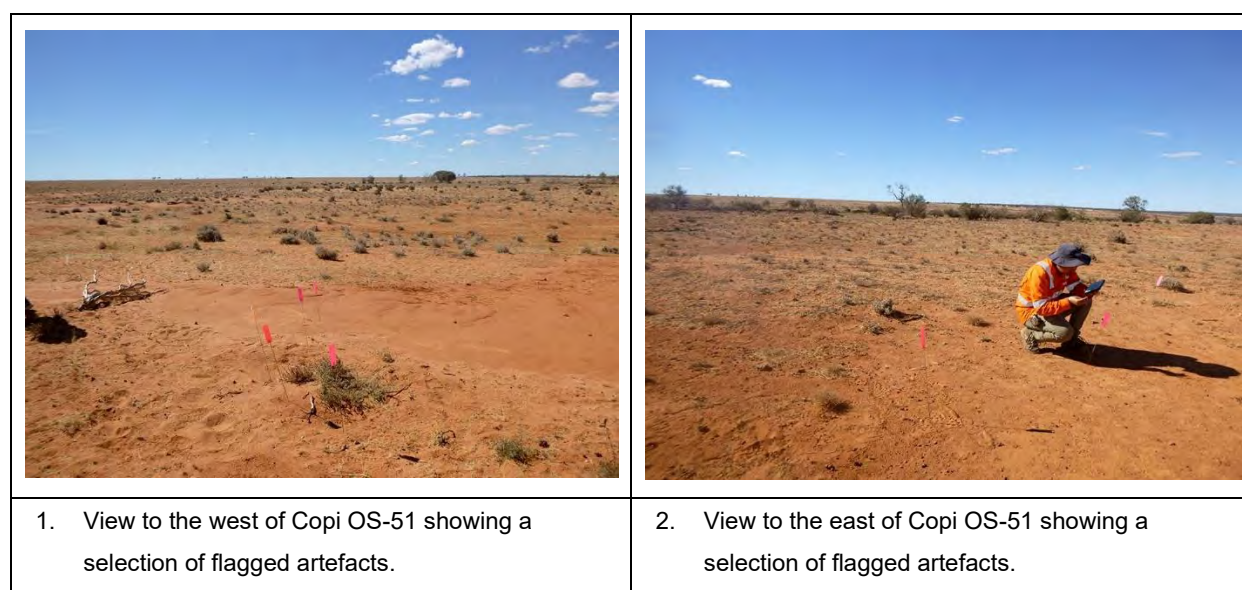 1. View to the west of Copi OS-51 showing a
selection of flagged artefacts.
2. View to the east of Copi OS-51 showing a
selection of flagged artefacts.